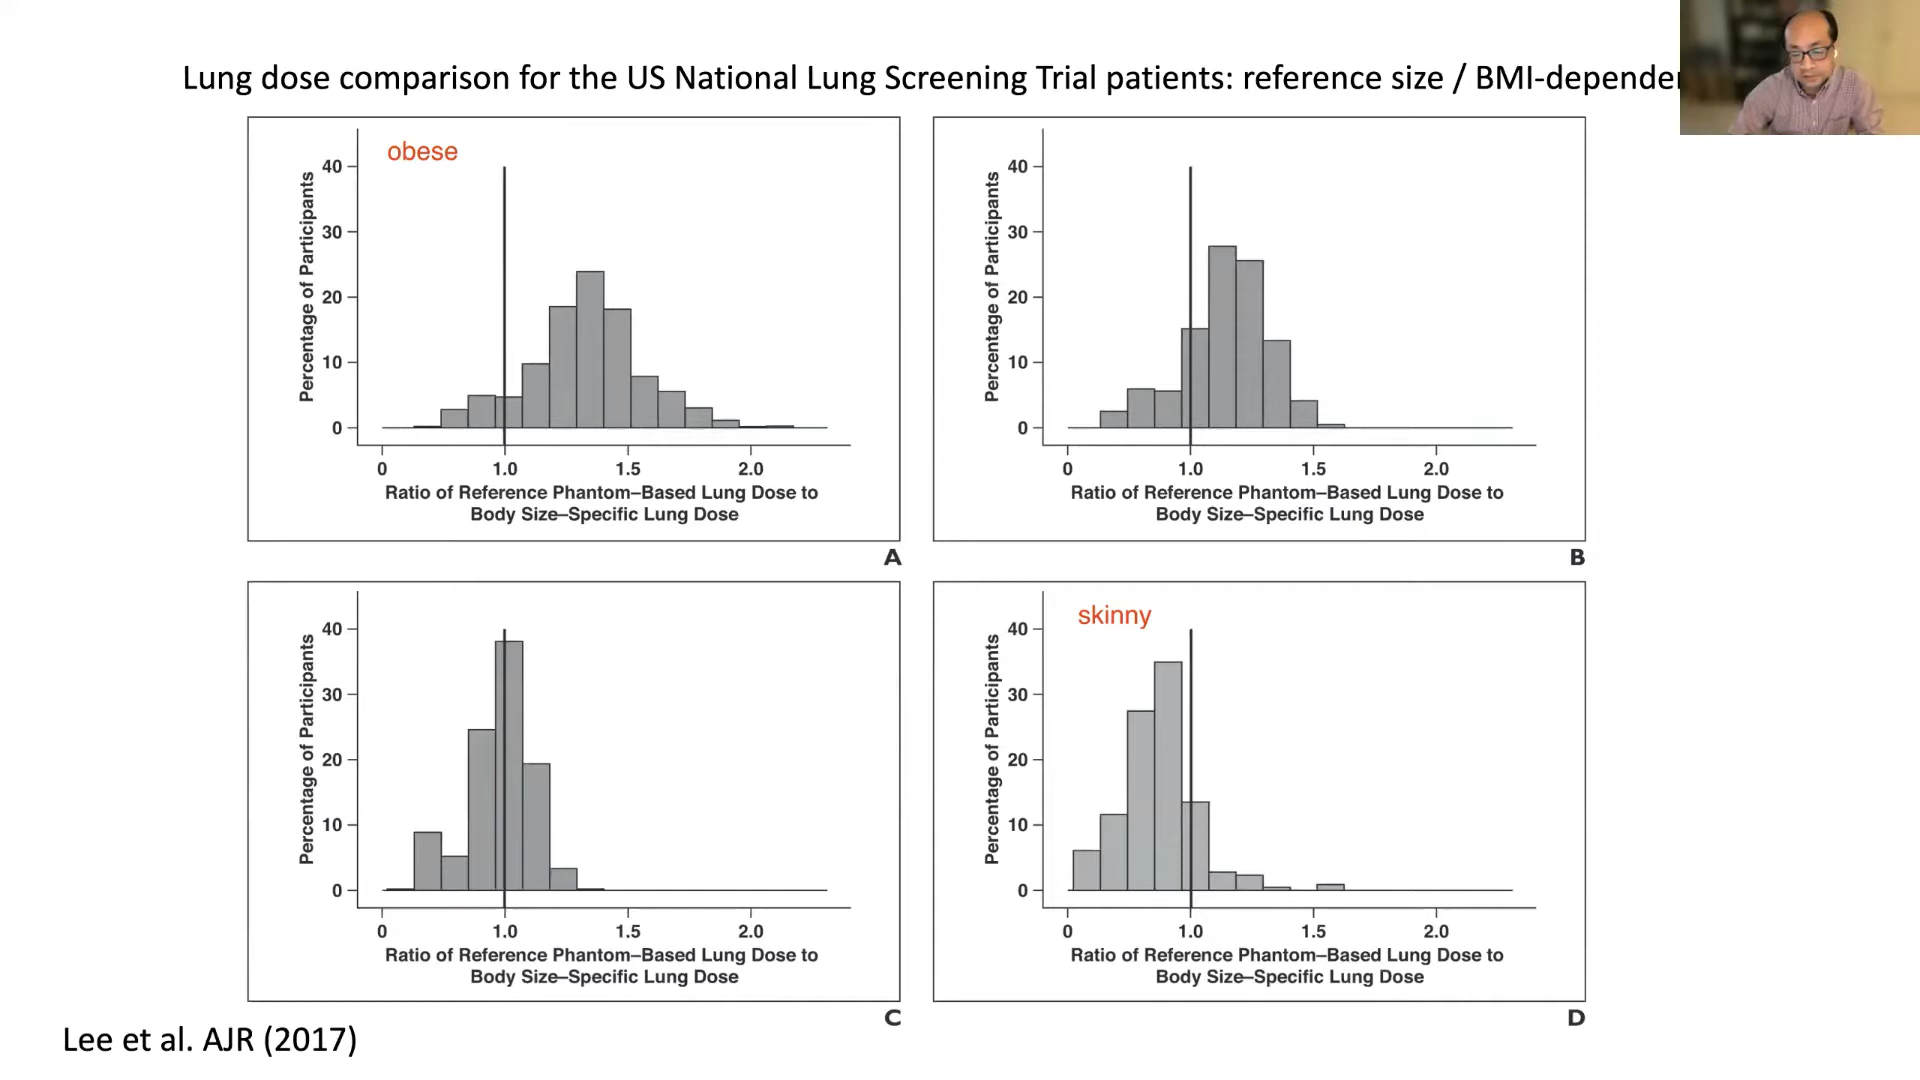 Lung dose comparison for the US National Lung Screening Trial patients: reference size /
obese
Percentage of Participants
40
30
20
10
0
0 1.0 1.5 2.0
Ratio of Reference Phantom–Based Lung Dose to
Body Size–Specific Lung Dose
A
Percentage of Participants
40
30
20
10
0
0 1.0 1.5 2.0
Ratio of Reference Phantom–Based Lung Dose to
Body Size–Specific Lung Dose
B
Percentage of Participants
40
30
20
10
0
0 1.0 1.5 2.0
Ratio of Reference Phantom–Based Lung Dose to
Body Size–Specific Lung Dose
C
skinny
Percentage of Participants
40
30
20
10
0
0 1.0 1.5 2.0
Ratio of Reference Phantom–Based Lung Dose to
Body Size–Specific Lung Dose
D
Lee et al. AJR (2017)